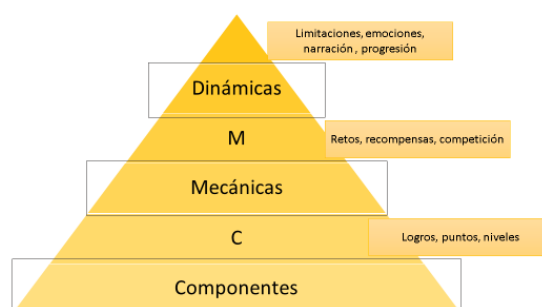 Limitaciones, emociones,
narración , progresión
Dinámicas
M
Retos, recompensas, competición
Mecánicas
C
Logros, puntos, niveles
Componentes